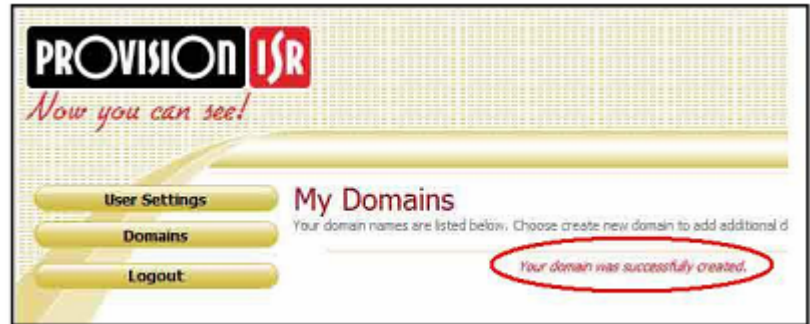 PROVISION ISR
Now you can see!
User Settings
Domains
Logout
My Domains
Your domain names are listed below. Choose create new domain to add additional d
Your domain was successfully created.